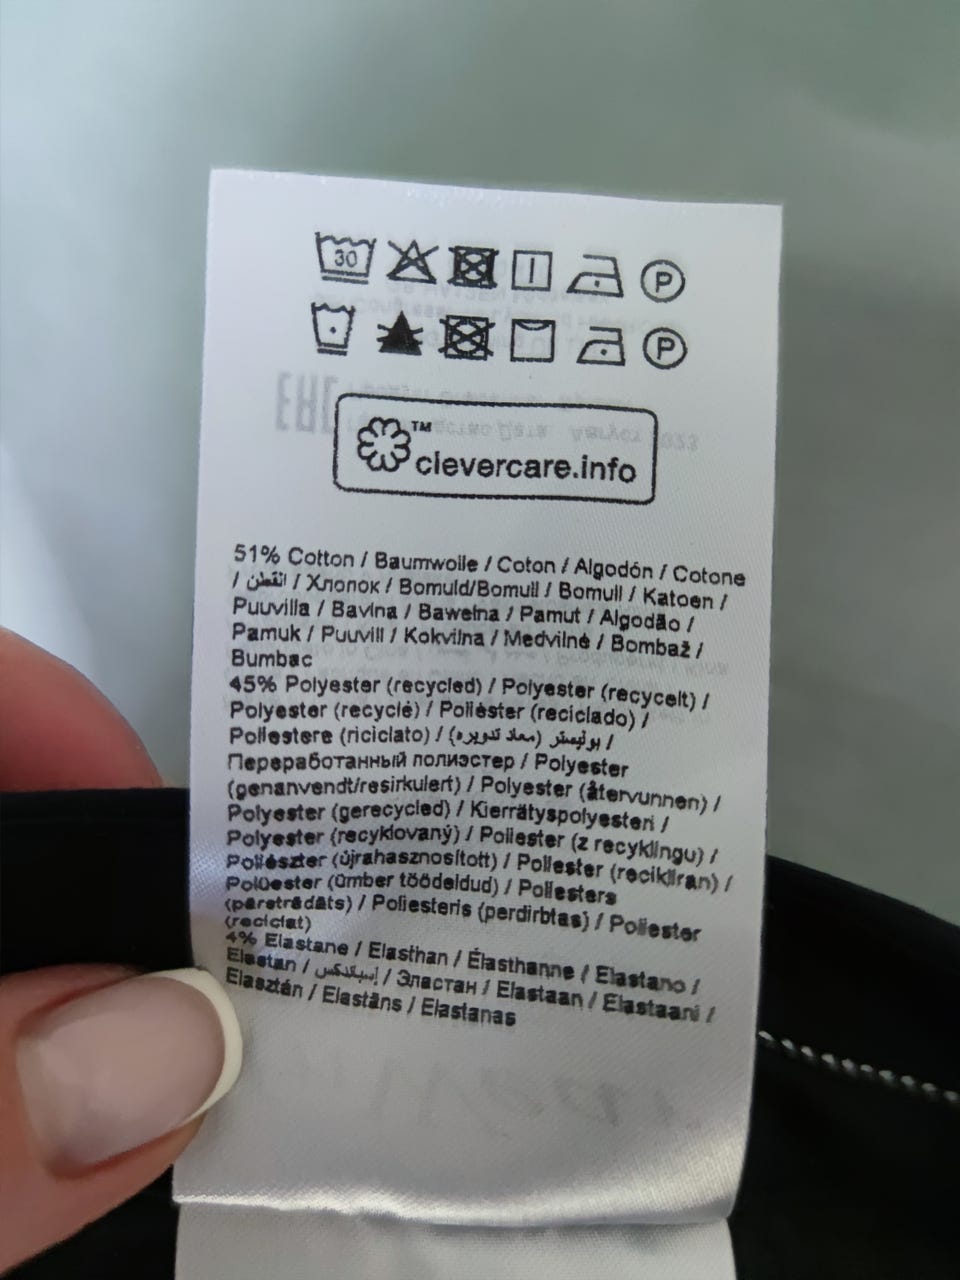 30 P
P
EAC
clevercare.info™
51% Cotton / Baumwolle / Coton / Algodón / Cotone
/ القطن / Хлопок / Bomuld/Bomull / Bomull / Katoen /
Puuvilla / Bavlna / Bawełna / Pamut / Algodão /
Pamuk / Puuvill / Kokvilna / Medvilnė / Bombaž /
Bumbac
45% Polyester (recycled) / Polyester (recycelt) /
Polyester (recyclé) / Poliéster (reciclado) /
Poliestere (riciclato) / بوليستر (معاد تدويره) /
Переработанный полиэстер / Polyester
(genanvendt/resirkulert) / Polyester (återvunnen) /
Polyester (gerecycled) / Kierrätyspolyesteri /
Polyester (recyklovaný) / Poliester (z recyklingu) /
Poliészter (újrahasznosított) / Poliester (recikliran) /
Polüester (ümber töödeldud) / Poliesters
(pārstrādāts) / Poliesteris (perdirbtas) / Poliester
(reciclat)
4% Elastane / Elasthan / Élasthanne / Elastano /
Elastan / إسباندكس / Эластан / Elastaan / Elastaani /
Elasztán / Elastāns / Elastanas